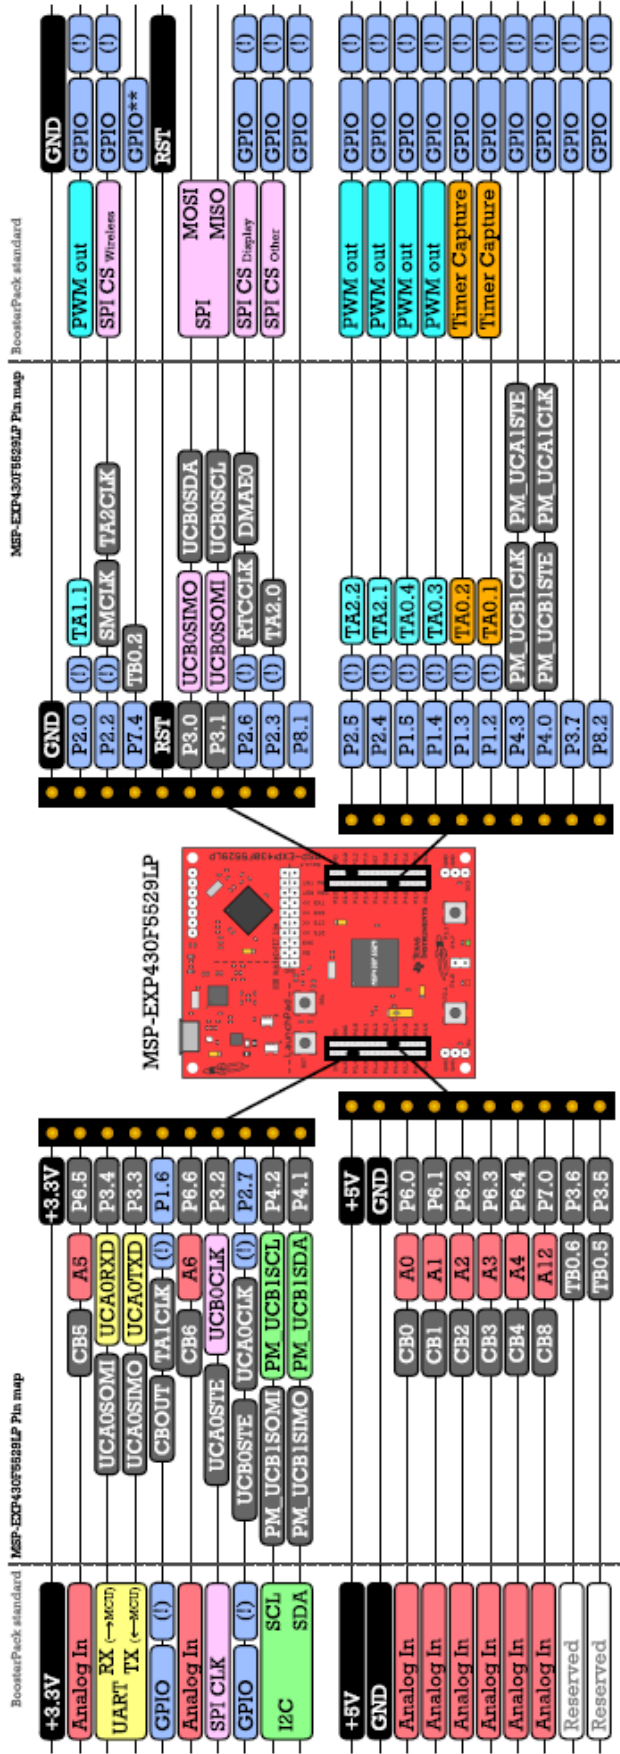 BoosterPack standard
MSP-EXP430F5529LP Pin map
GND GND
P2.0 (!) TA1.1 PWM out GPIO (!)
P2.2 (!) SMCLK TA2CLK SPI CS Wireless GPIO (!)
P7.4 TB0.2 GPIO**
RST RST
P3.0 UCB0SIMO UCB0SDA SPI MOSI
P3.1 UCB0SOMI UCB0SCL MISO
P2.6 (!) RTCCLK DMAE0 SPI CS Display GPIO (!)
P2.3 (!) TA2.0 SPI CS Other GPIO (!)
P8.1 GPIO (!)
P2.5 (!) TA2.2 PWM out GPIO (!)
P2.4 (!) TA2.1 PWM out GPIO (!)
P1.5 (!) TA0.4 PWM out GPIO (!)
P1.4 (!) TA0.3 PWM out GPIO (!)
P1.3 (!) TA0.2 Timer Capture GPIO (!)
P1.2 (!) TA0.1 Timer Capture GPIO (!)
P4.3 PM_UCB1CLK PM_UCA1STE GPIO (!)
P4.0 PM_UCB1STE PM_UCA1CLK GPIO (!)
P3.7 GPIO (!)
P8.2 GPIO (!)
MSP-EXP430F5529LP
MSP-EXP430F5529LP
LaunchPad
TEXAS INSTRUMENTS
BoosterPack standard
MSP-EXP430F5529LP Pin map
+3.3V +3.3V
Analog In CB5 A5 P6.5
UART RX (→MCU) UCA0SOMI UCA0RXD P3.4
TX (←MCU) UCA0SIMO UCA0TXD P3.3
GPIO (!) CBOUT TA1CLK (!) P1.6
Analog In CB6 A6 P6.6
SPI CLK UCA0STE UCB0CLK P3.2
GPIO (!) UCB0STE UCA0CLK (!) P2.7
I2C SCL PM_UCB1SOMI PM_UCB1SCL P4.2
SDA PM_UCB1SIMO PM_UCB1SDA P4.1
+5V +5V
GND GND
Analog In CB0 A0 P6.0
Analog In CB1 A1 P6.1
Analog In CB2 A2 P6.2
Analog In CB3 A3 P6.3
Analog In CB4 A4 P6.4
Analog In CB8 A12 P7.0
Reserved TB0.6 P3.6
Reserved TB0.5 P3.5